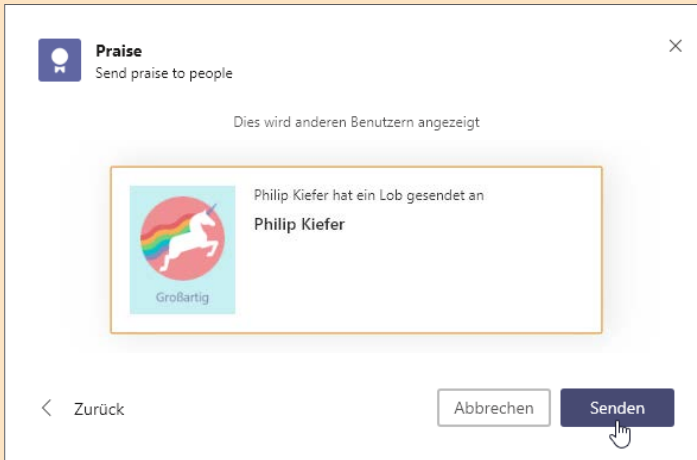 Praise
Send praise to people
Dies wird anderen Benutzern angezeigt
Philip Kiefer hat ein Lob gesendet an
Philip Kiefer
Großartig
Zurück
Abbrechen
Senden